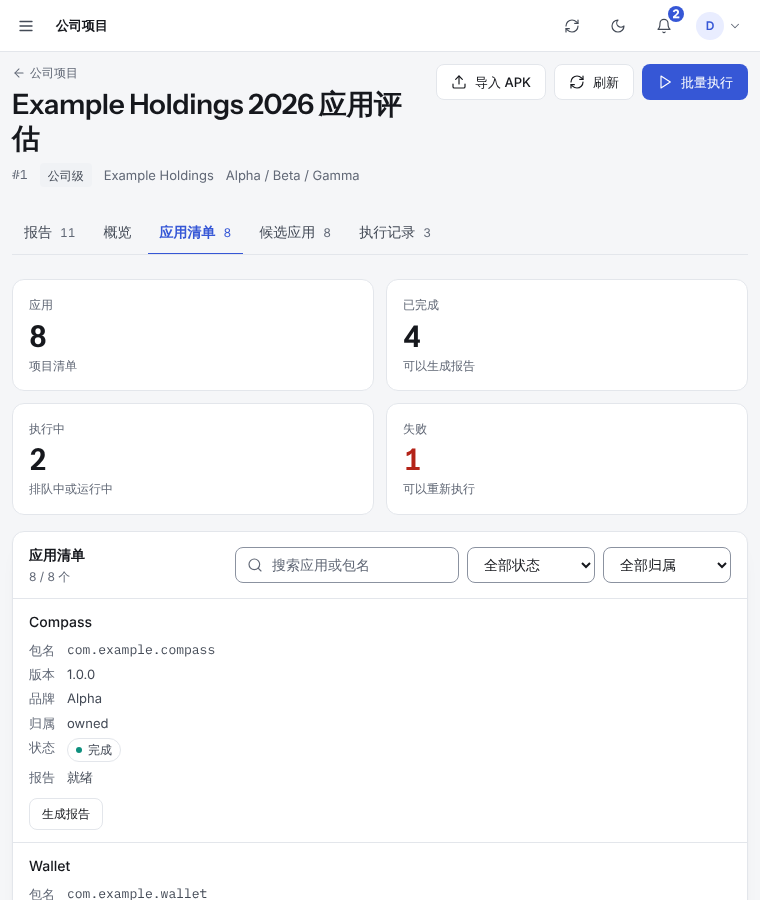 公司项目
2
D
公司项目
Example Holdings 2026 应用评
估
导入 APK
刷新
批量执行
#1 公司级 Example Holdings Alpha / Beta / Gamma
报告 11 概览 应用清单 8 候选应用 8 执行记录 3
应用
8
项目清单
已完成
4
可以生成报告
执行中
2
排队中或运行中
失败
1
可以重新执行
应用清单
8 / 8 个
搜索应用或包名
全部状态
全部归属
Compass
包名 com.example.compass
版本 1.0.0
品牌 Alpha
归属 owned
状态 完成
报告 就绪
生成报告
Wallet
包名 com.example.wallet